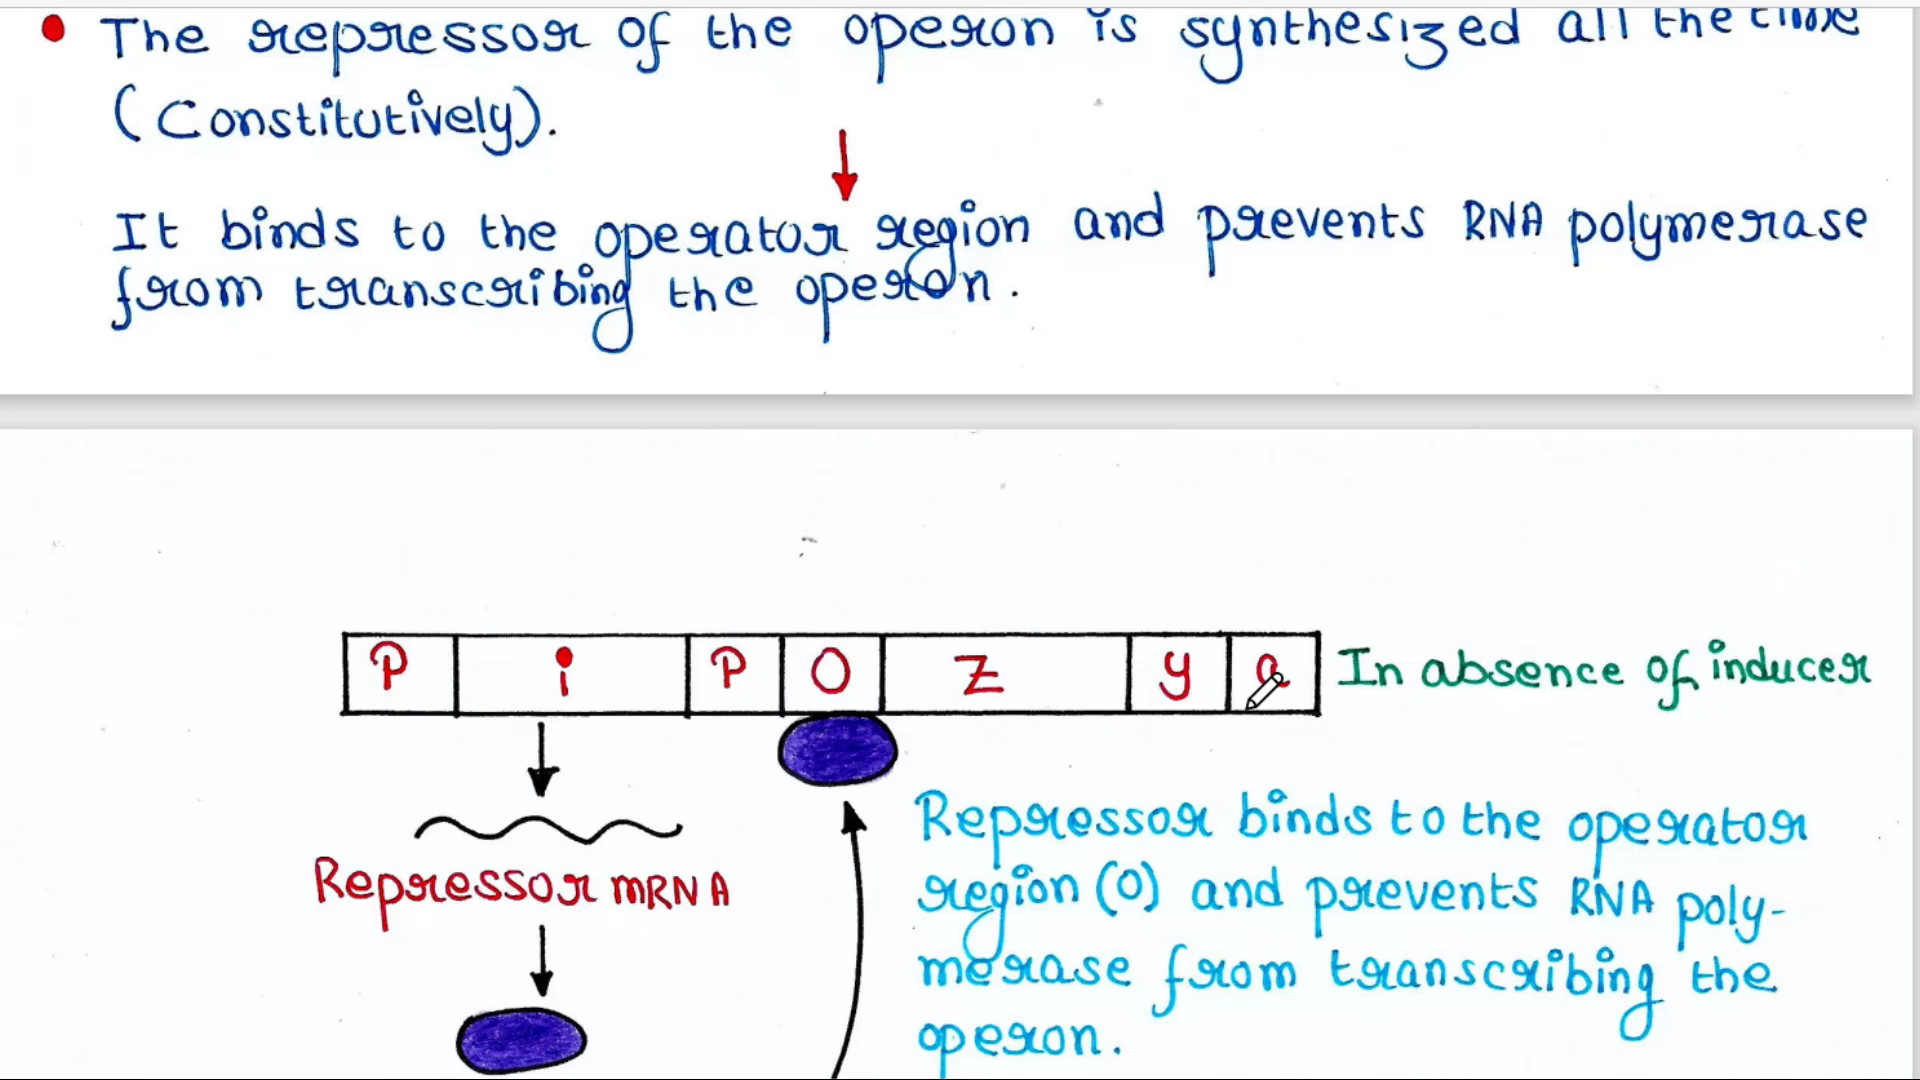 The repressor of the operon is synthesized all the time
(Constitutively).
It binds to the operator region and prevents RNA polymerase
from transcribing the operon.
P i P O Z y a In absence of inducer
Repressor mRNA
Repressor binds to the operator
region (O) and prevents RNA poly-
merase from transcribing the
operon.